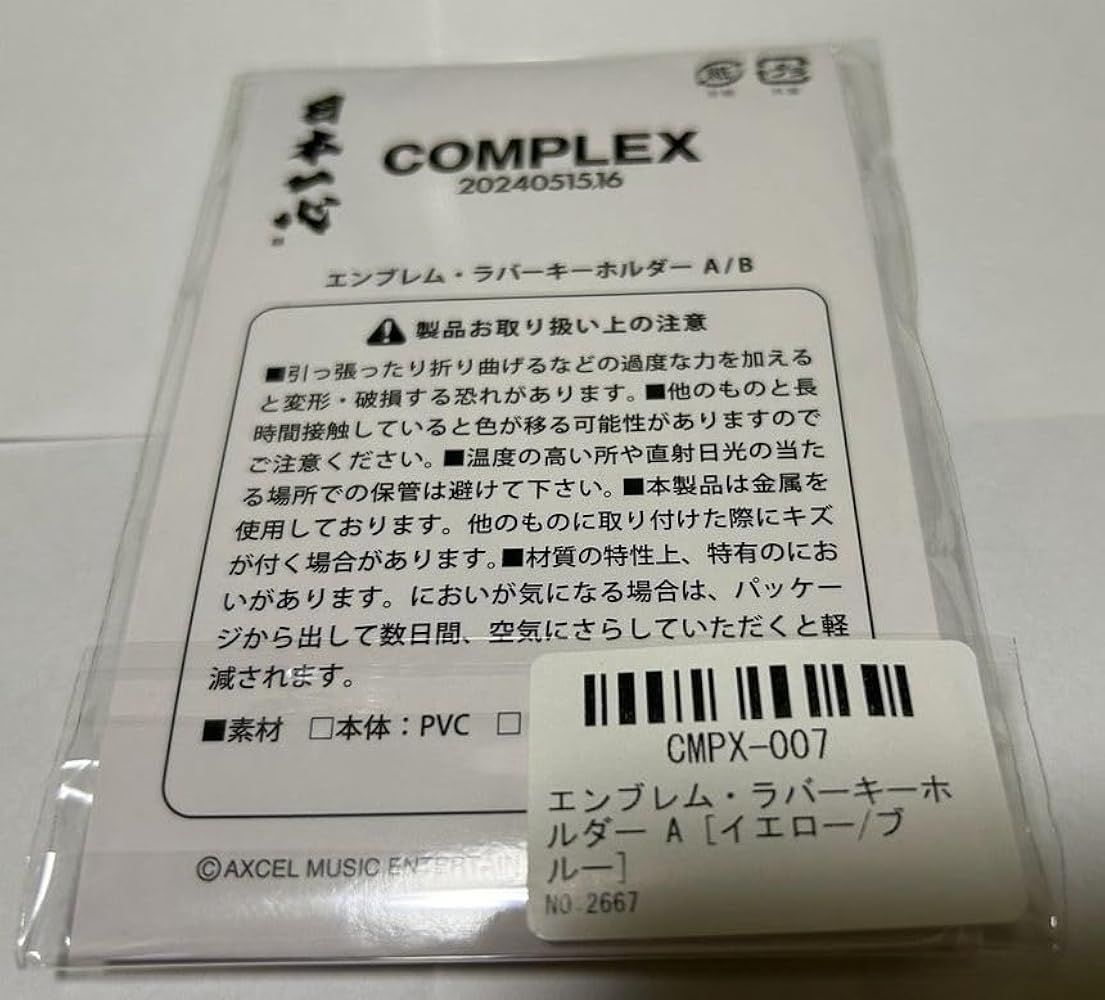 日本一心
COMPLEX
20240515.16
エンブレム・ラバーキーホルダー A/B
製品お取り扱い上の注意
■引っ張ったり折り曲げるなどの過度な力を加える
と変形・破損する恐れがあります。■他のものと長
時間接触していると色が移る可能性がありますので
ご注意ください。■温度の高い所や直射日光の当た
る場所での保管は避けて下さい。■本製品は金属を
使用しております。他のものに取り付けた際にキズ
が付く場合があります。■材質の特性上、特有のにお
いがあります。においが気になる場合は、パッケー
ジから出して数日間、空気にさらしていただくと軽
減されます。
■素材 □本体：PVC □
©AXCEL MUSIC ENTERTAIN
CMPX-007
エンブレム・ラバーキーホ
ルダー A [イエロー/ブ
ルー]
NO.2667